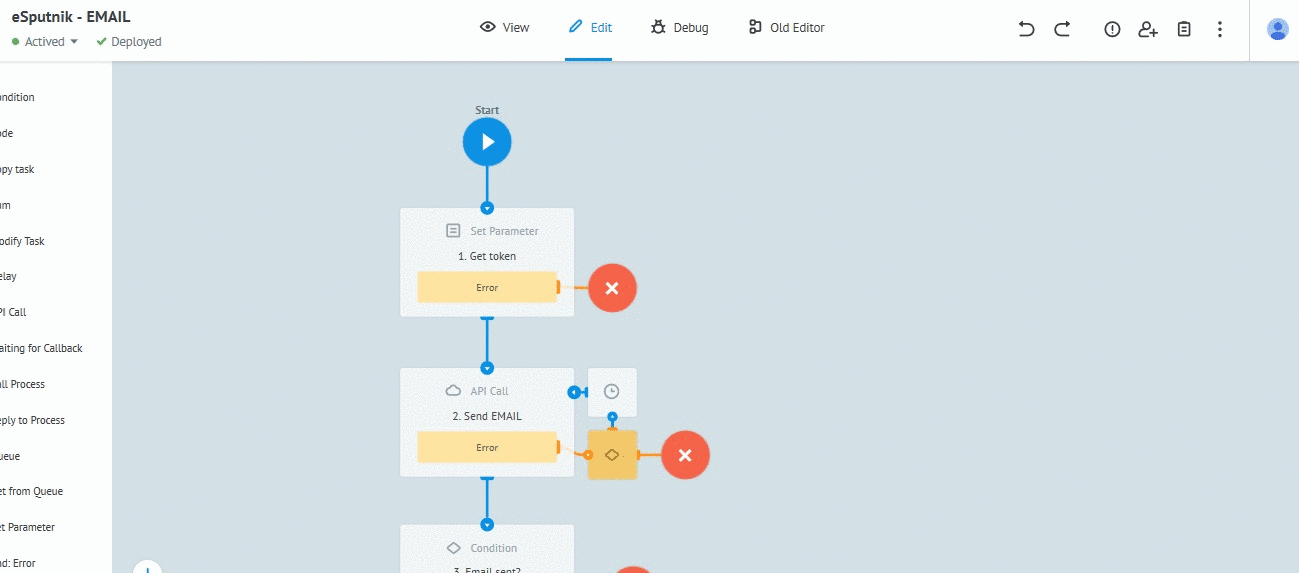 eSputnik - EMAIL
Actived
Deployed
View
Edit
Debug
Old Editor
ondition
ode
opy task
um
odify Task
elay
PI Call
aiting for Callback
all Process
eply to Process
ueue
et from Queue
et Parameter
nd: Error
Start
Set Parameter
1. Get token
Error
API Call
2. Send EMAIL
Error
Condition
3. Email sent?